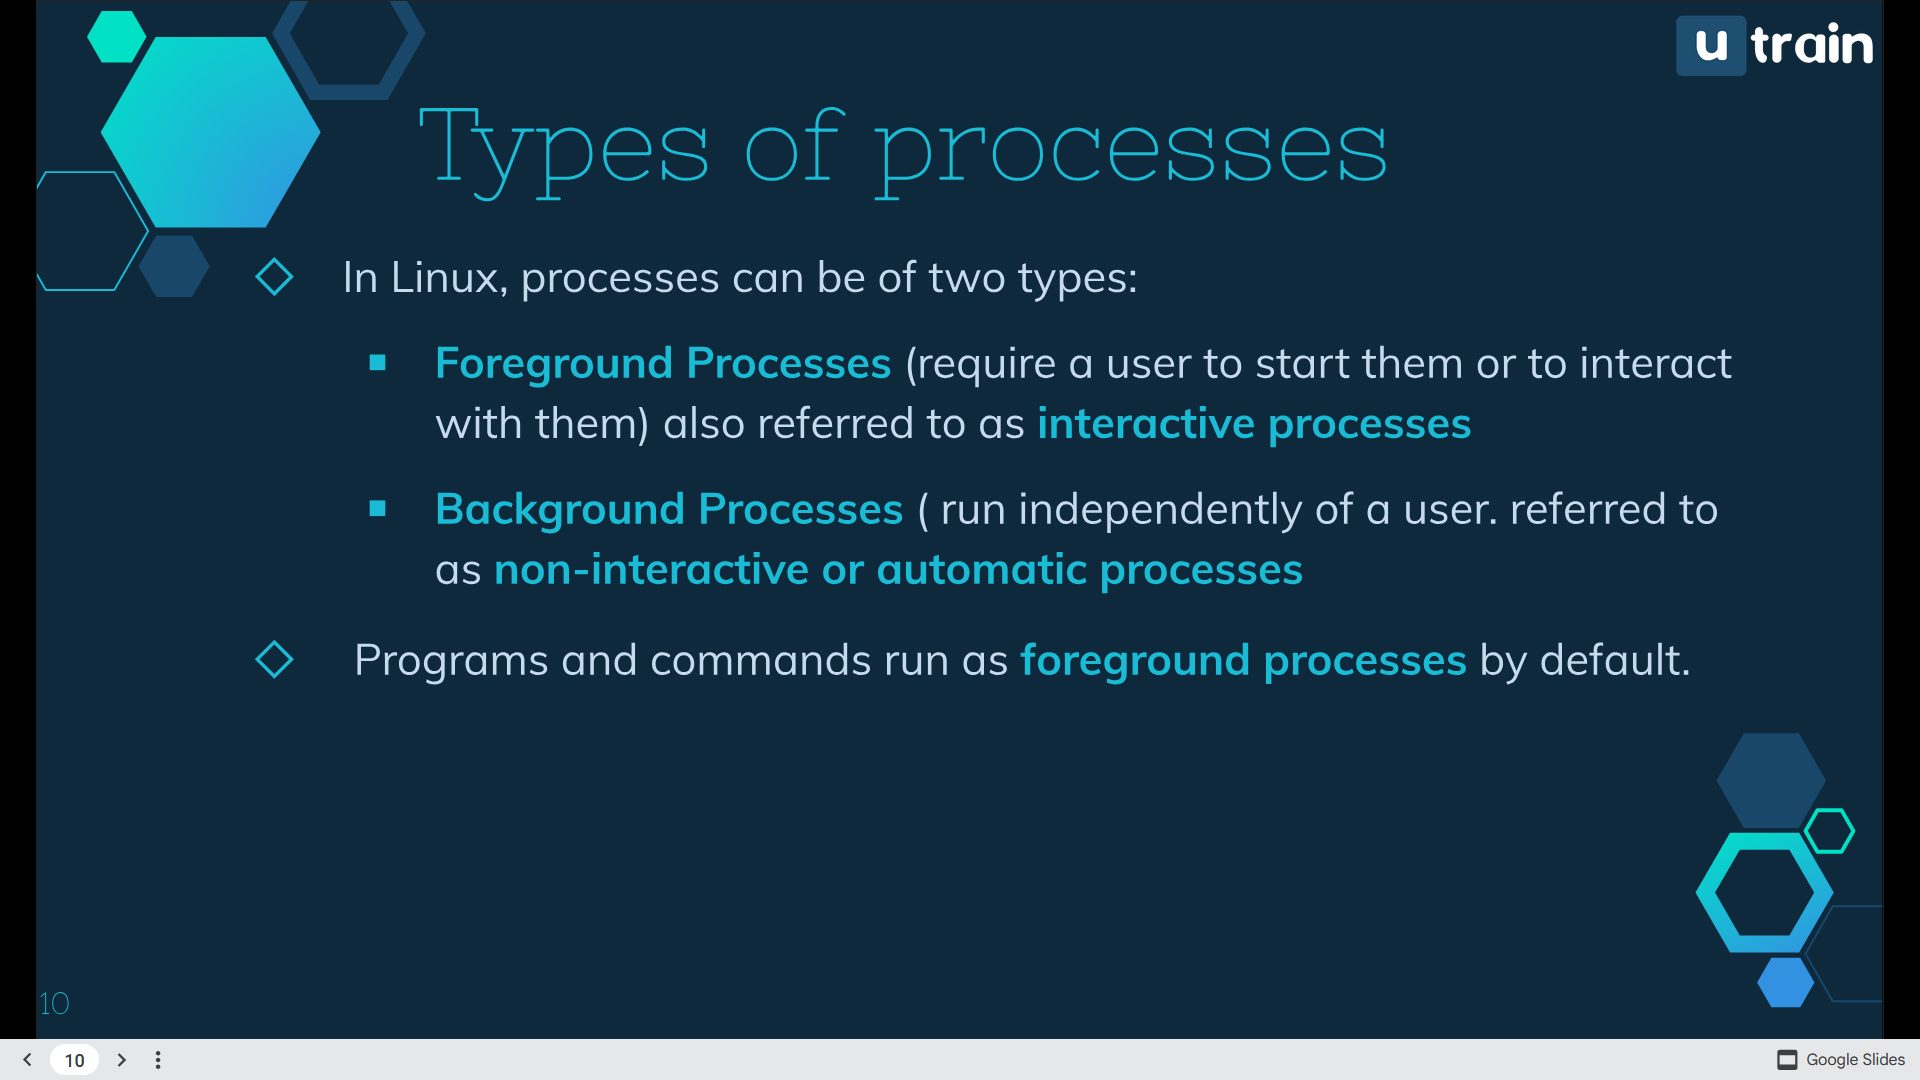 u train
Types of processes
In Linux, processes can be of two types:
Foreground Processes (require a user to start them or to interact
with them) also referred to as interactive processes
Background Processes ( run independently of a user. referred to
as non-interactive or automatic processes
Programs and commands run as foreground processes by default.
10
10
Google Slides